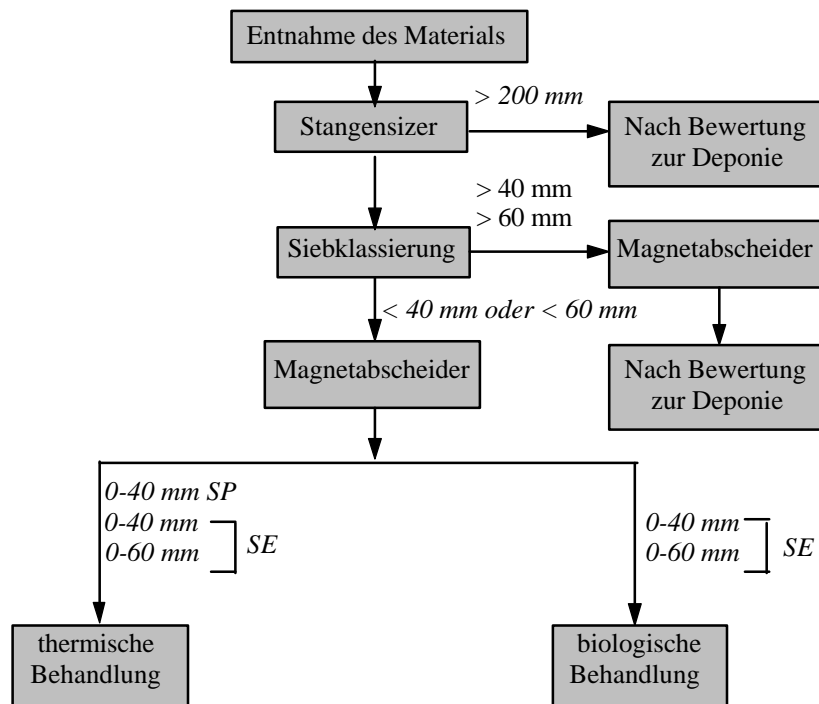 Entnahme des Materials
> 200 mm
Stangensizer
Nach Bewertung
zur Deponie
> 40 mm
> 60 mm
Siebklassierung
Magnetabscheider
< 40 mm oder < 60 mm
Magnetabscheider
Nach Bewertung
zur Deponie
0-40 mm SP
0-40 mm
0-60 mm
SE
0-40 mm
0-60 mm
SE
thermische
Behandlung
biologische
Behandlung